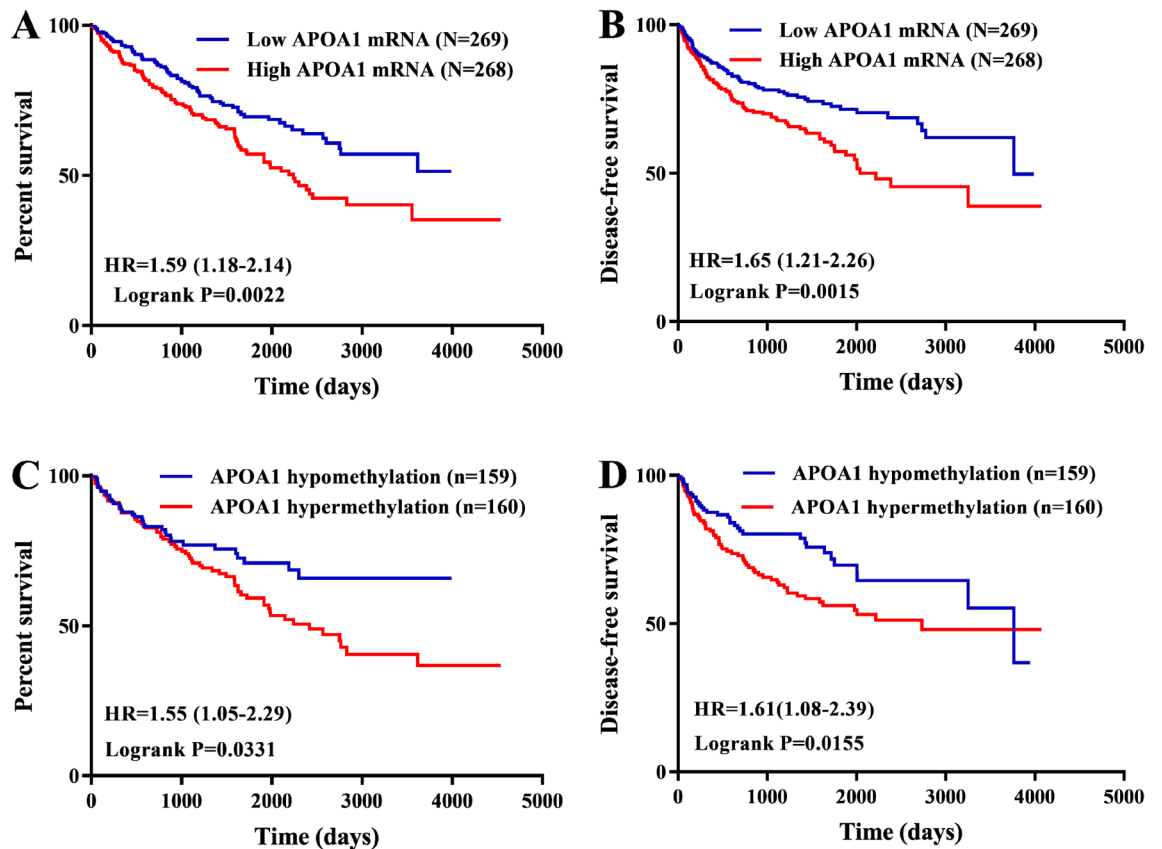 A
Percent survival
100
50
0
Low APOA1 mRNA (N=269)
High APOA1 mRNA (N=268)
HR=1.59 (1.18-2.14)
Logrank P=0.0022
0 1000 2000 3000 4000 5000
Time (days)
B
Disease-free survival
100
50
0
Low APOA1 mRNA (N=269)
High APOA1 mRNA (N=268)
HR=1.65 (1.21-2.26)
Logrank P=0.0015
0 1000 2000 3000 4000 5000
Time (days)
C
Percent survival
100
50
0
APOA1 hypomethylation (n=159)
APOA1 hypermethylation (n=160)
HR=1.55 (1.05-2.29)
Logrank P=0.0331
0 1000 2000 3000 4000 5000
Time (days)
D
Disease-free survival
100
50
0
APOA1 hypomethylation (n=159)
APOA1 hypermethylation (n=160)
HR=1.61(1.08-2.39)
Logrank P=0.0155
0 1000 2000 3000 4000 5000
Time (days)